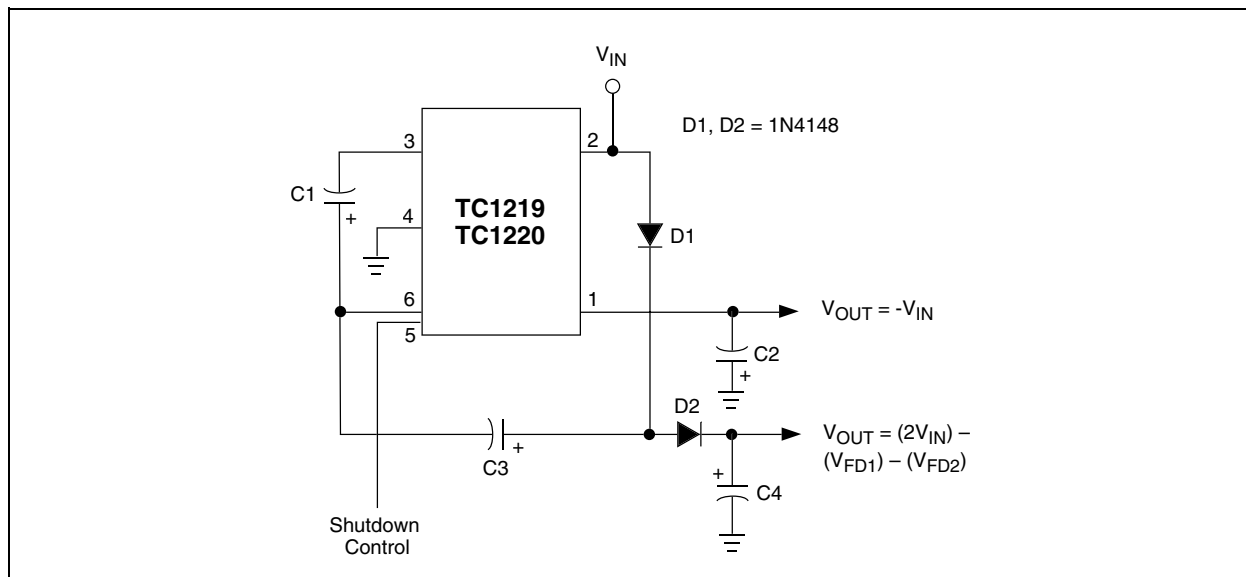 V_IN
D1, D2 = 1N4148
3
2
C1
+
4
TC1219
TC1220
D1
6
1
5
V_OUT = -V_IN
C2
+
D2
C3
+
V_OUT = (2V_IN) –
(V_FD1) – (V_FD2)
+
C4
Shutdown
Control